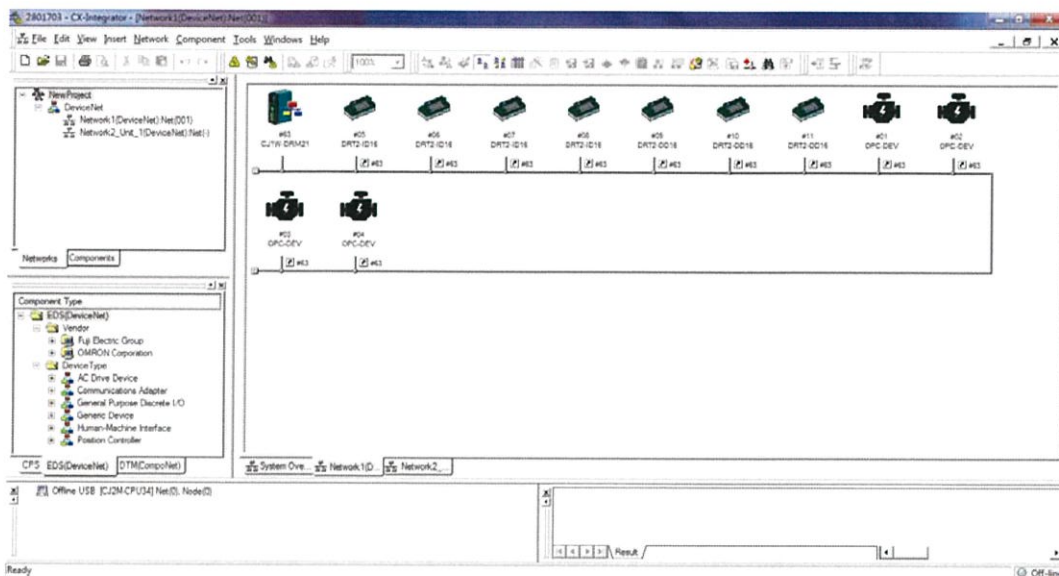 2801703 - CX-Integrator - [Network1(DeviceNet):Net(001)]
File Edit View Insert Network Component Tools Windows Help
100%
NewProject
DeviceNet
Network1(DeviceNet):Net(001)
Network2_Unit_1(DeviceNet):Net(-)
Networks Components
#63 #05 #06 #07 #08 #09 #10 #11 #01 #02
CJ1W-DRM21 DRT2-ID16 DRT2-ID16 DRT2-ID16 DRT2-ID16 DRT2-OD16 DRT2-OD16 DRT2-OD16 OPC-DEV OPC-DEV
#63 #63 #63 #63 #63 #63 #63 #63 #63
#03 #04
OPC-DEV OPC-DEV
#63 #63
Component Type
EDS(DeviceNet)
Vendor
Fuji Electric Group
OMRON Corporation
DeviceType
AC Drive Device
Communications Adapter
General Purpose Discrete I/O
Generic Device
Human-Machine Interface
Position Controller
CPS EDS(DeviceNet) DTM(CompoNet)
System Ove... Network1(D... Network2_...
Offline USB [CJ2M-CPU34] Net(0), Node(0)
Result
Ready
Off-line